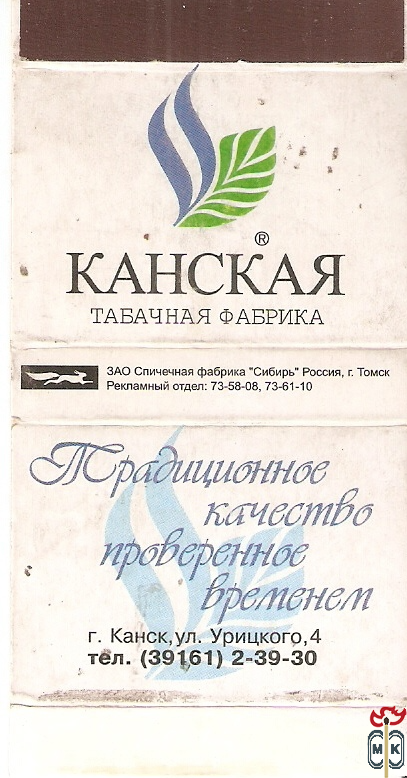 ®
КАНСКАЯ
ТАБАЧНАЯ ФАБРИКА
ЗАО Спичечная фабрика "Сибирь" Россия, г. Томск
Рекламный отдел: 73-58-08, 73-61-10
Традиционное
качество
проверенное
временем
г. Канск,ул. Урицкого,4
тел. (39161) 2-39-30
МК